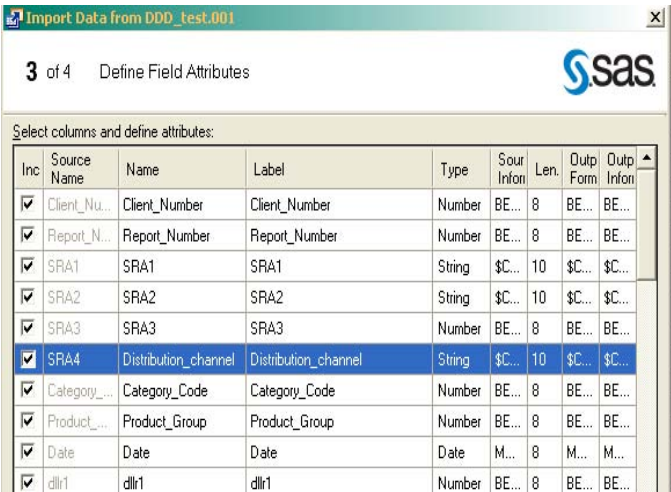 Import Data from DDD_test.001
3 of 4 Define Field Attributes
sas
Select columns and define attributes:
Inc Source Name Name Label Type Sour Infori Len. Outp Form Outp Infori
Client_Nu... Client_Number Client_Number Number BE... 8 BE... BE...
Report_N... Report_Number Report_Number Number BE... 8 BE... BE...
SRA1 SRA1 SRA1 String $C... 10 $C... $C...
SRA2 SRA2 SRA2 String $C... 10 $C... $C...
SRA3 SRA3 SRA3 Number BE... 8 BE... BE...
SRA4 Distribution_channel Distribution_channel String $C... 10 $C... $C...
Category_... Category_Code Category_Code Number BE... 8 BE... BE...
Product_... Product_Group Product_Group Number BE... 8 BE... BE...
Date Date Date Date M... 8 M... M...
dllr1 dllr1 dllr1 Number BE... 8 BE... BE...